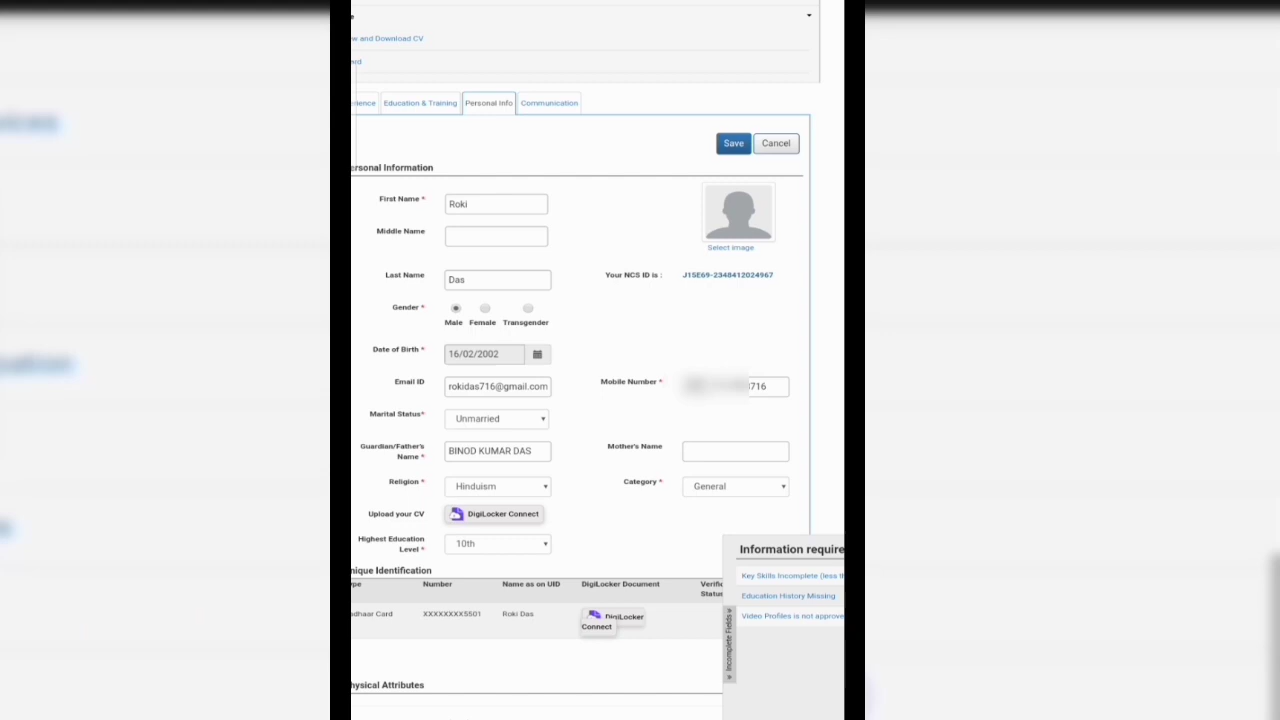 e
w and Download CV
ard
erience Education & Training Personal Info Communication
Save Cancel
ersonal Information
First Name * Roki
Middle Name
Select image
Last Name Das Your NCS ID is : J15E69-2348412024967
Gender *
Male Female Transgender
Date of Birth * 16/02/2002
Email ID rokidas716@gmail.com Mobile Number * 716
Marital Status* Unmarried
Guardian/Father's
Name * BINOD KUMAR DAS Mother's Name
Religion * Hinduism Category * General
Upload your CV DigiLocker Connect
Highest Education
Level * 10th
Information require
nique Identification
ype Number Name as on UID DigiLocker Document Verific
Status
Key Skills Incomplete (less th
Education History Missing
adhaar Card XXXXXXXX5501 Roki Das DigiLocker
Connect
Video Profiles is not approve
» Incomplete Fields »
hysical Attributes